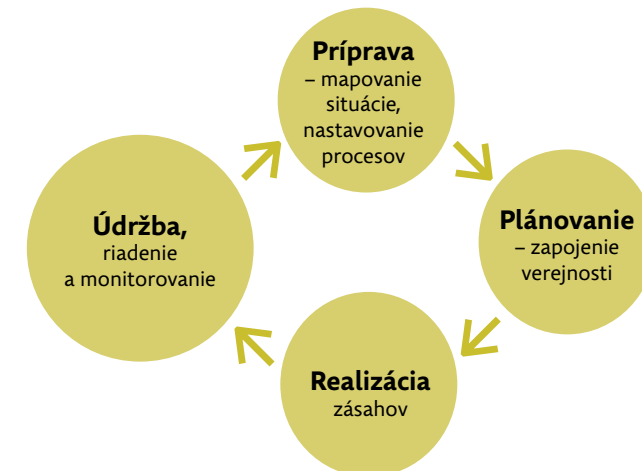 Príprava
– mapovanie
situácie,
nastavovanie
procesov
Plánovanie
– zapojenie
verejnosti
Realizácia
zásahov
Údržba,
riadenie
a monitorovanie